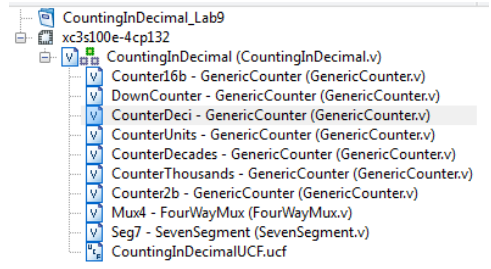 CountingInDecimal_Lab9
xc3s100e-4cp132
CountingInDecimal (CountingInDecimal.v)
Counter16b - GenericCounter (GenericCounter.v)
DownCounter - GenericCounter (GenericCounter.v)
CounterDeci - GenericCounter (GenericCounter.v)
CounterUnits - GenericCounter (GenericCounter.v)
CounterDecades - GenericCounter (GenericCounter.v)
CounterThousands - GenericCounter (GenericCounter.v)
Counter2b - GenericCounter (GenericCounter.v)
Mux4 - FourWayMux (FourWayMux.v)
Seg7 - SevenSegment (SevenSegment.v)
CountingInDecimalUCF.ucf